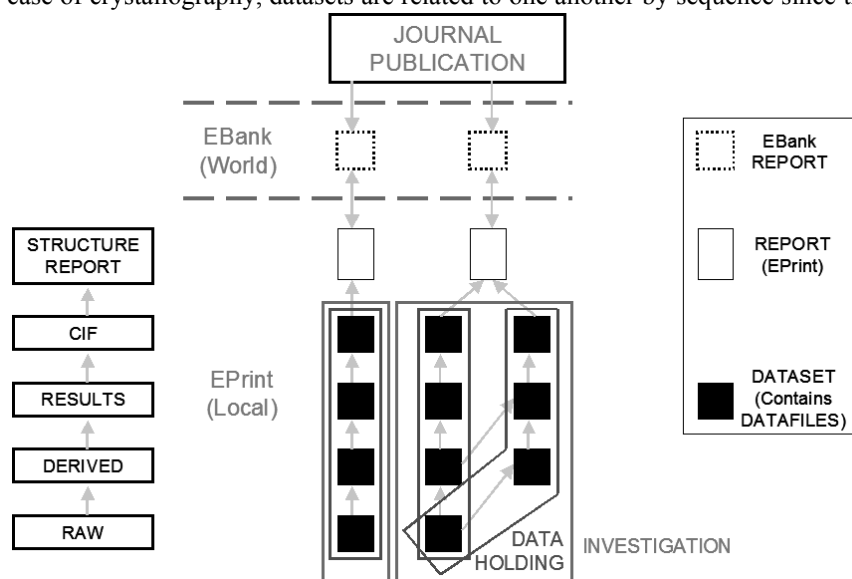 case of crystallography, datasets are related to one another by sequence since
JOURNAL
PUBLICATION
EBank
(World)
EBank
REPORT
STRUCTURE
REPORT
REPORT
(EPrint)
CIF
EPrint
(Local)
RESULTS
DATASET
(Contains
DATAFILES)
DERIVED
RAW
DATA
HOLDING
INVESTIGATION